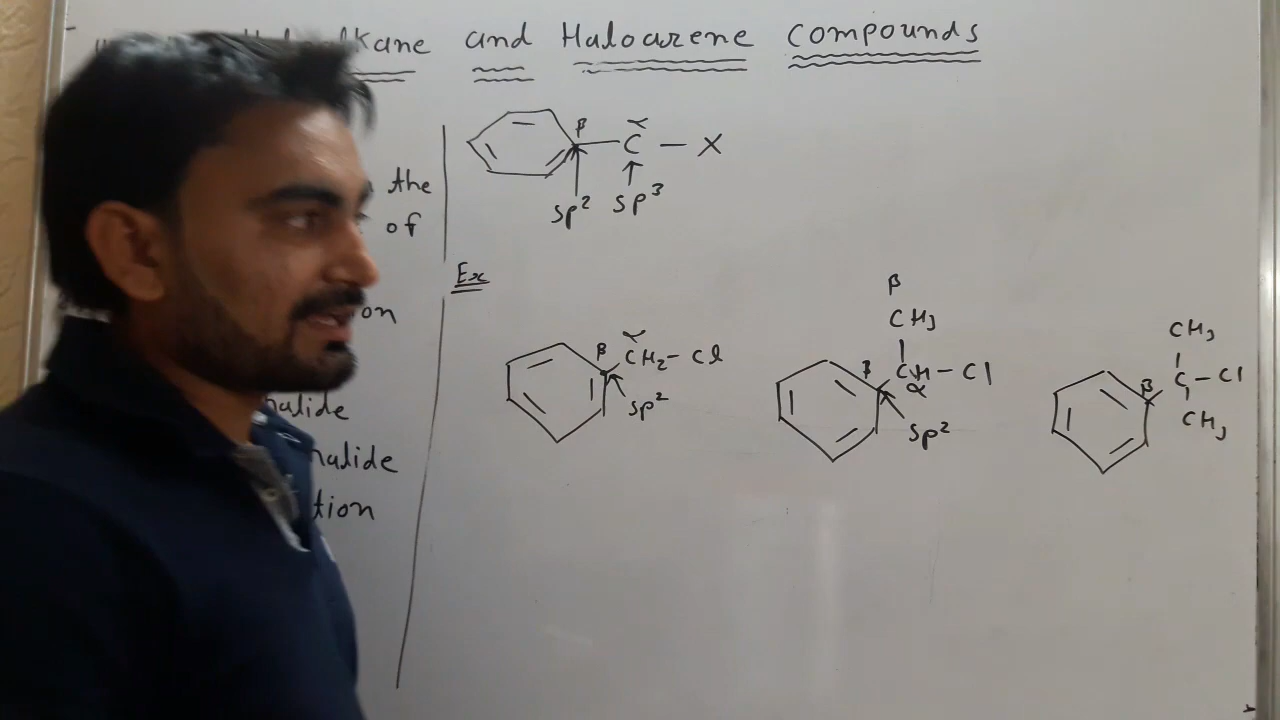 and Haloarene compounds
the
of
on
halide
halide
tion
β α
C — X
sp² sp³
Ex
β α
CH₂ – Cl
sp²
β
CH₃
β CH – Cl
α
sp²
CH₃
β C – Cl
CH₃